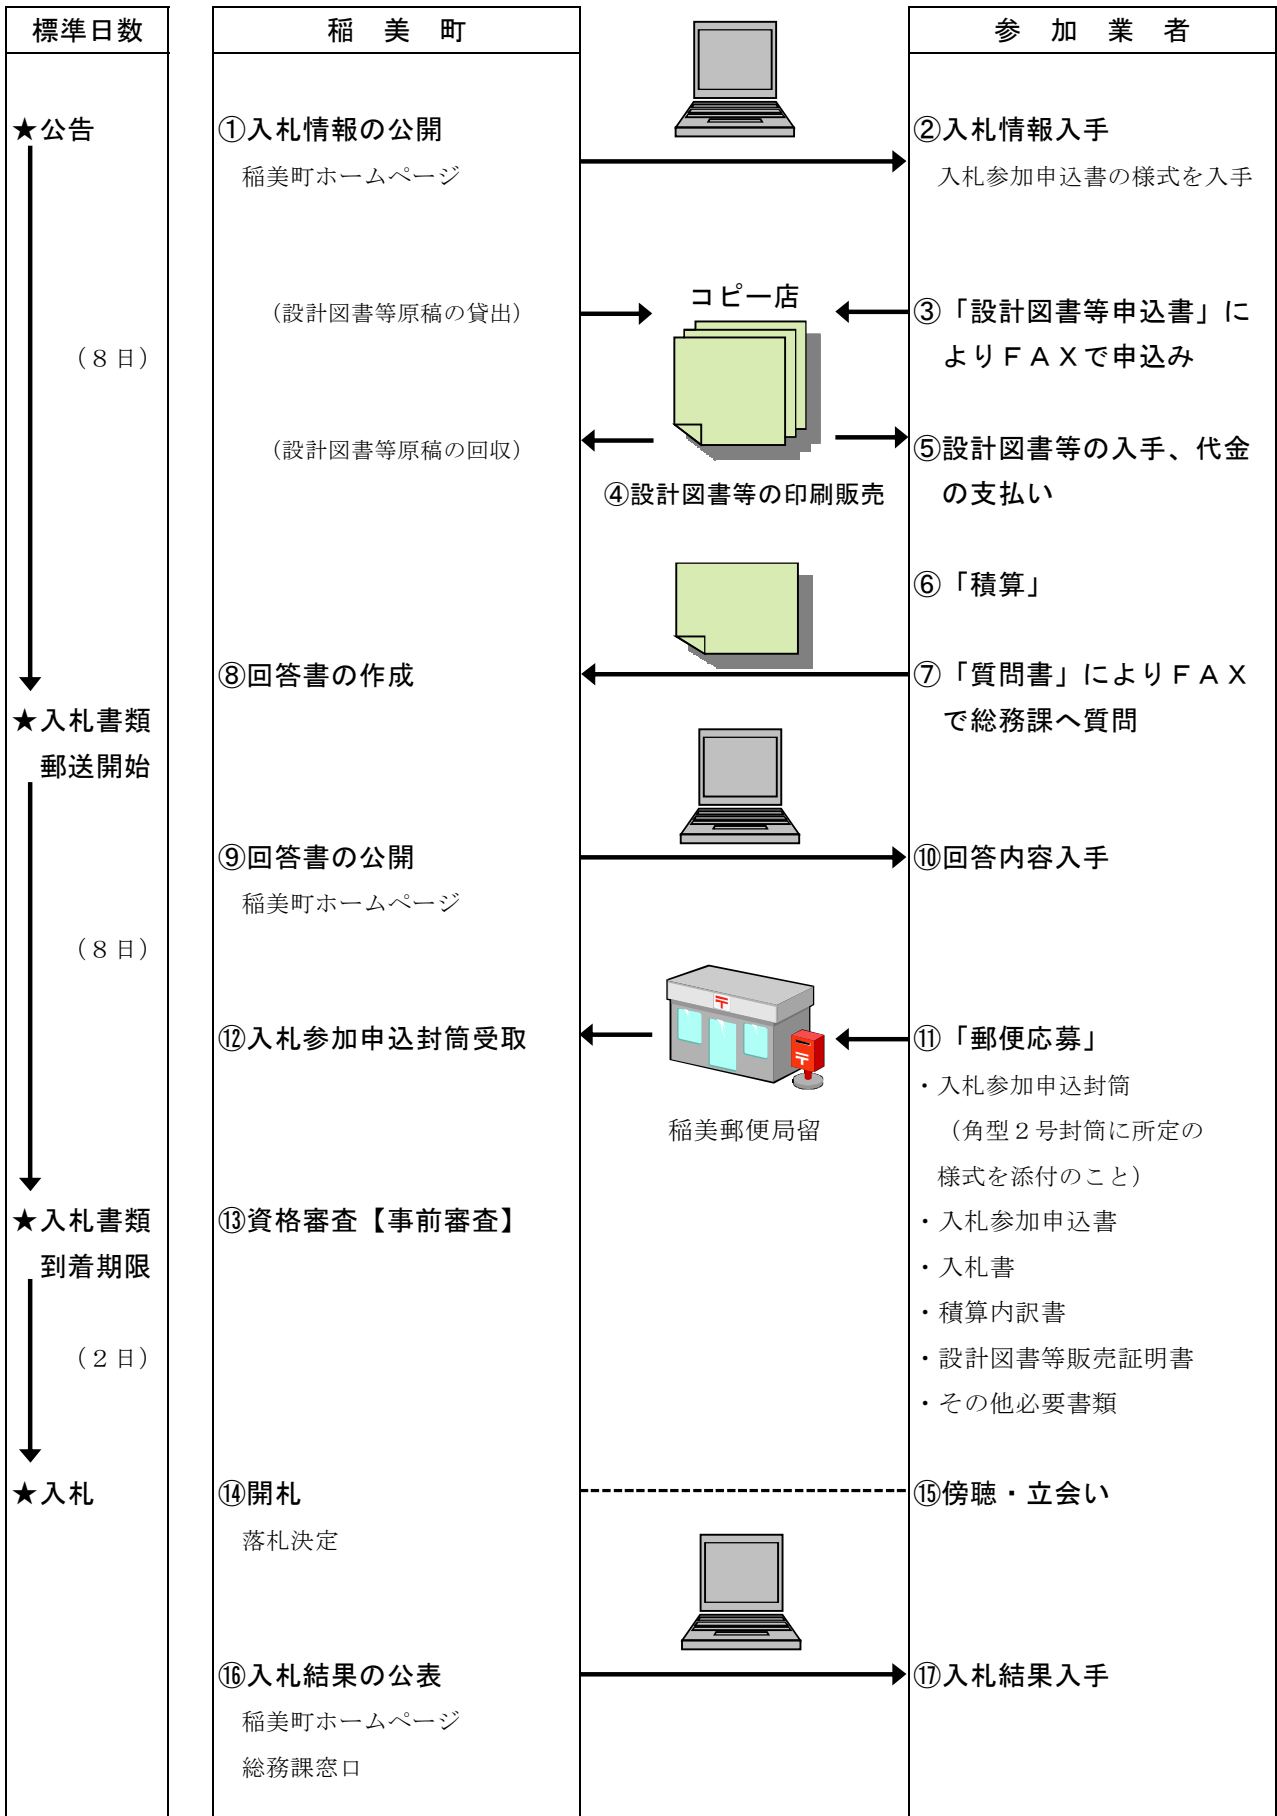 標準日数
稲　美　町
参　加　業　者
★公告
①入札情報の公開
②入札情報入手
稲美町ホームページ
入札参加申込書の様式を入手
コピー店
（設計図書等原稿の貸出）
③「設計図書等申込書」に
よりＦＡＸで申込み
（８日）
（設計図書等原稿の回収）
⑤設計図書等の入手、代金
の支払い
④設計図書等の印刷販売
⑥「積算」
⑧回答書の作成
⑦「質問書」によりＦＡＸ
で総務課へ質問
★入札書類
郵送開始
⑨回答書の公開
⑩回答内容入手
稲美町ホームページ
（８日）
〒
〒
⑫入札参加申込封筒受取
⑪「郵便応募」
・入札参加申込封筒
稲美郵便局留
（角型２号封筒に所定の
様式を添付のこと）
★入札書類
到着期限
⑬資格審査【事前審査】
・入札参加申込書
・入札書
・積算内訳書
（２日）
・設計図書等販売証明書
・その他必要書類
★入札
⑭開札
⑮傍聴・立会い
落札決定
⑯入札結果の公表
⑰入札結果入手
稲美町ホームページ
総務課窓口